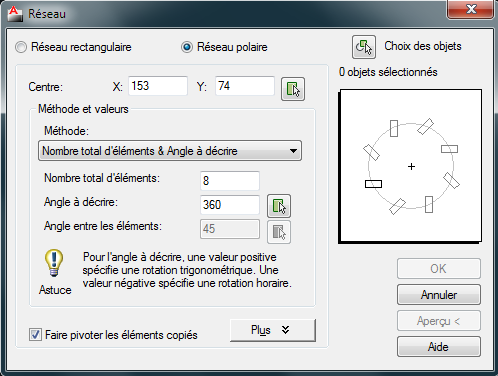 Réseau
Réseau rectangulaire
Réseau polaire
Choix des objets
0 objets sélectionnés
Centre:
X:
153
Y:
74
Méthode et valeurs
Méthode:
Nombre total d'éléments & Angle à décrire
Nombre total d'éléments:
8
Angle à décrire:
360
Angle entre les éléments:
45
Pour l'angle à décrire, une valeur positive
spécifie une rotation trigonométrique. Une
valeur négative spécifie une rotation horaire.
Astuce
Faire pivoter les éléments copiés
Plus
OK
Annuler
Aperçu <
Aide